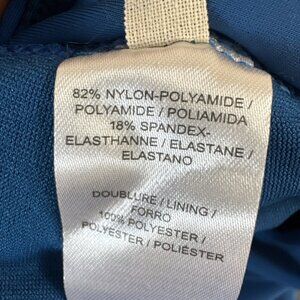 82% NYLON-POLYAMIDE /
POLYAMIDE / POLIAMIDA
18% SPANDEX-
ELASTHANNE / ELASTANE /
ELASTANO
DOUBLURE / LINING /
FORRO
100% POLYESTER /
POLYESTER / POLIÉSTER